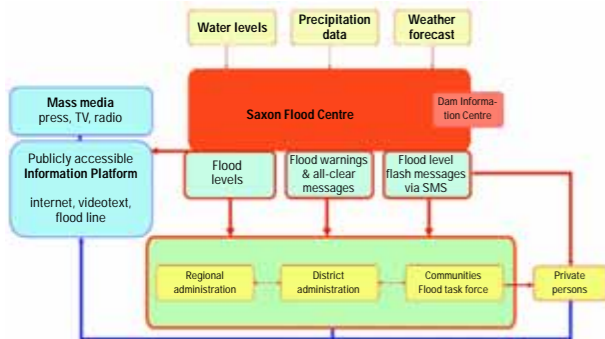 Water levels
Precipitation
data
Weather
forecast
Mass media
press, TV, radio
Saxon Flood Centre
Dam Informa-
tion Centre
Publicly accessible
Information Platform
internet, videotext,
flood line
Flood
levels
Flood warnings
& all-clear
messages
Flood level
flash messages
via SMS
Regional
administration
District
administration
Communities
Flood task force
Private
persons